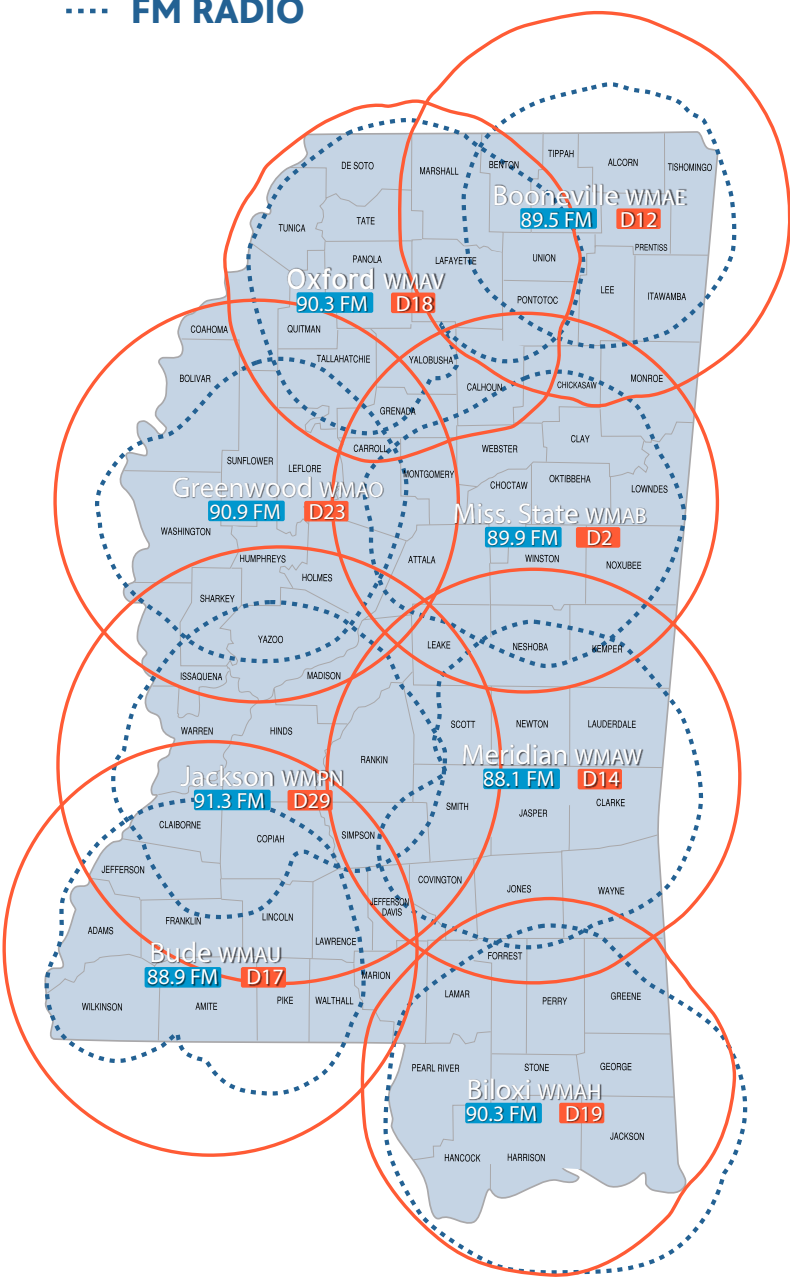 FM RADIO
TIPPAH
ALCORN
DE SOTO
MARSHALL
BENTON
TISHOMINGO
Booneville WMAE
89.5 FM D12
TUNICA
TATE
PRENTISS
PANOLA
LAFAYETTE
UNION
Oxford WMAV
90.3 FM D18
PONTOTOC
LEE
ITAWAMBA
COAHOMA
QUITMAN
TALLAHATCHIE
YALOBUSHA
BOLIVAR
CALHOUN
CHICKASAW
MONROE
GRENADA
CARROLL
WEBSTER
CLAY
SUNFLOWER
LEFLORE
MONTGOMERY
CHOCTAW
OKTIBBEHA
LOWNDES
Greenwood WMAO
90.9 FM D23
Miss. State WMAB
89.9 FM D2
WASHINGTON
HUMPHREYS
HOLMES
ATTALA
WINSTON
NOXUBEE
SHARKEY
YAZOO
LEAKE
NESHOBA
KEMPER
ISSAQUENA
MADISON
WARREN
HINDS
SCOTT
NEWTON
LAUDERDALE
RANKIN
Meridian WMAW
88.1 FM D14
Jackson WMPN
91.3 FM D29
SMITH
JASPER
CLARKE
CLAIBORNE
COPIAH
SIMPSON
JEFFERSON
COVINGTON
JONES
WAYNE
JEFFERSON
DAVIS
ADAMS
FRANKLIN
LINCOLN
LAWRENCE
Bude WMAU
88.9 FM D17
FORREST
MARION
WILKINSON
AMITE
PIKE
WALTHALL
LAMAR
PERRY
GREENE
PEARL RIVER
STONE
GEORGE
Biloxi WMAH
90.3 FM D19
JACKSON
HANCOCK
HARRISON